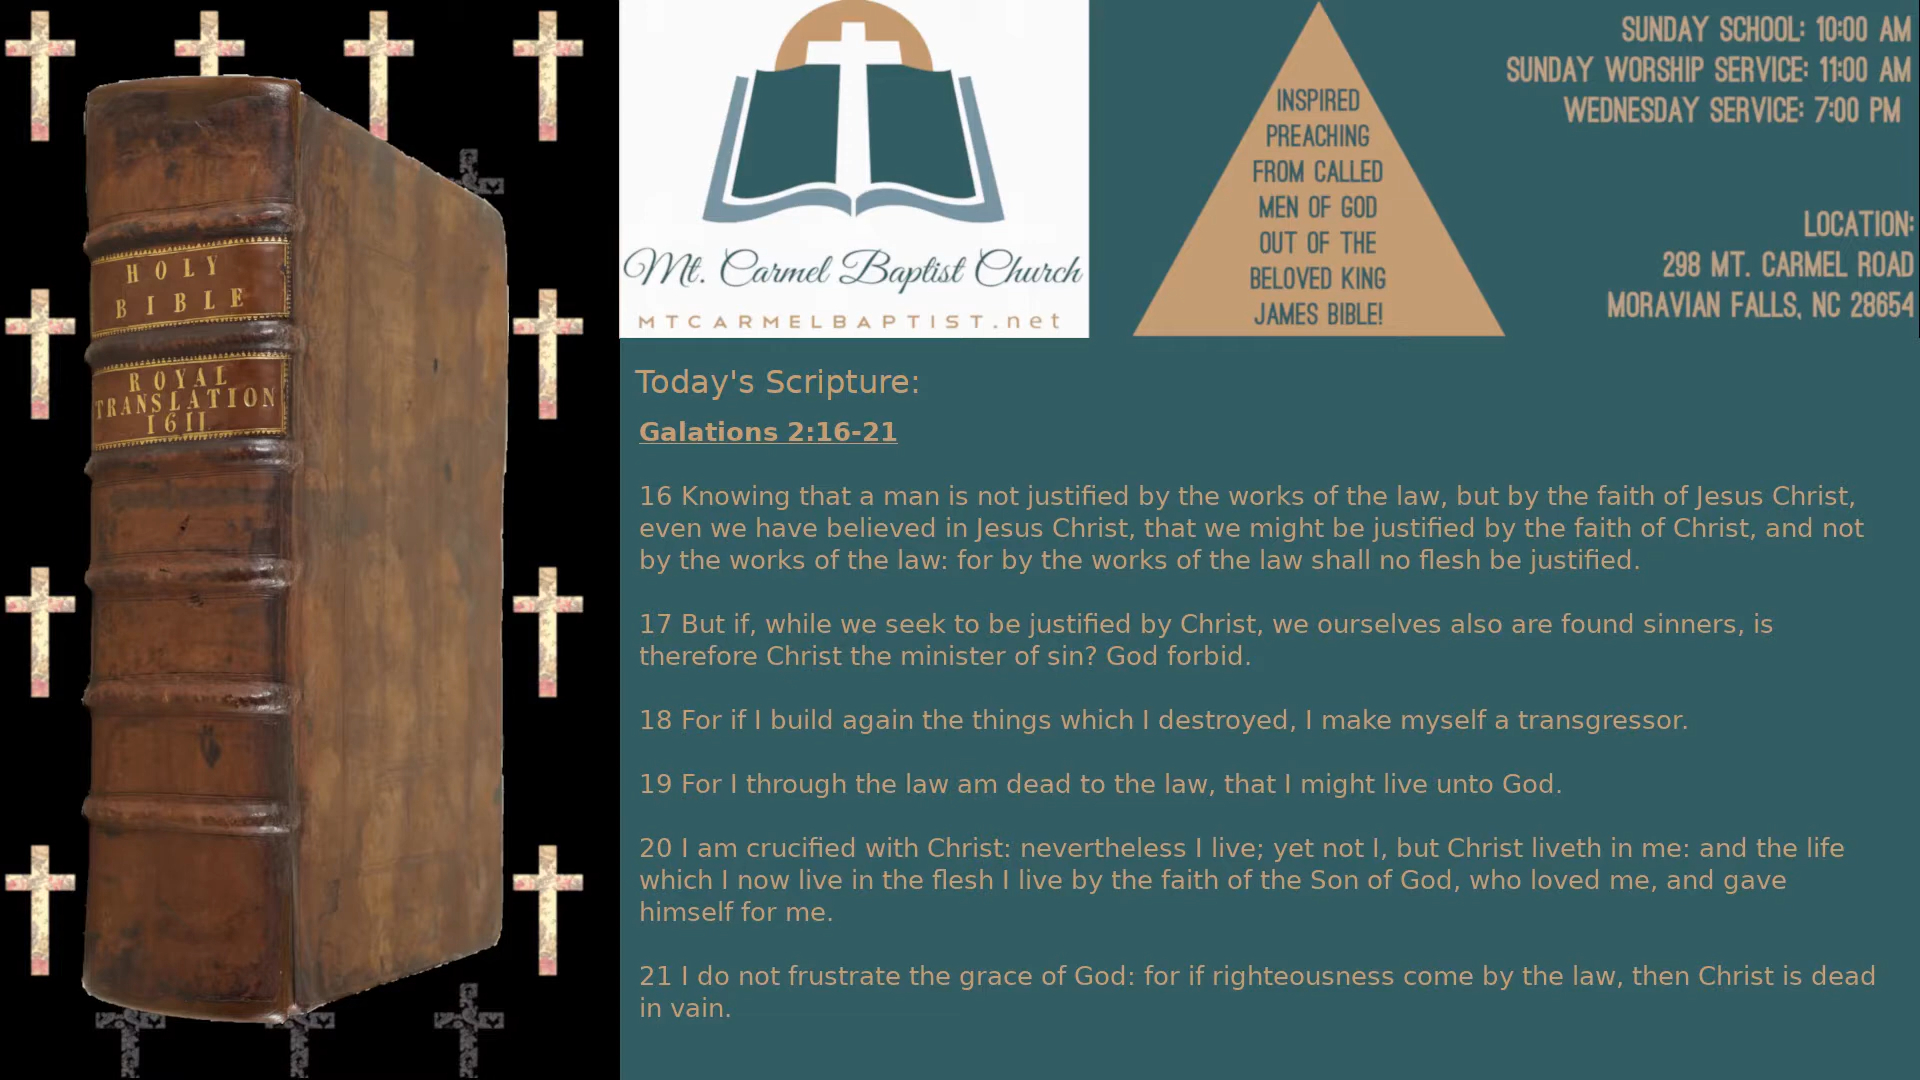 HOLY
BIBLE
ROYAL
TRANSLATION
1611
Mt. Carmel Baptist Church
MTCARMELBAPTIST.net
INSPIRED
PREACHING
FROM CALLED
MEN OF GOD
OUT OF THE
BELOVED KING
JAMES BIBLE!
SUNDAY SCHOOL: 10:00 AM
SUNDAY WORSHIP SERVICE: 11:00 AM
WEDNESDAY SERVICE: 7:00 PM
LOCATION:
298 MT. CARMEL ROAD
MORAVIAN FALLS, NC 28654
Today's Scripture:
Galations 2:16-21
16 Knowing that a man is not justified by the works of the law, but by the faith of Jesus Christ,
even we have believed in Jesus Christ, that we might be justified by the faith of Christ, and not
by the works of the law: for by the works of the law shall no flesh be justified.
17 But if, while we seek to be justified by Christ, we ourselves also are found sinners, is
therefore Christ the minister of sin? God forbid.
18 For if I build again the things which I destroyed, I make myself a transgressor.
19 For I through the law am dead to the law, that I might live unto God.
20 I am crucified with Christ: nevertheless I live; yet not I, but Christ liveth in me: and the life
which I now live in the flesh I live by the faith of the Son of God, who loved me, and gave
himself for me.
21 I do not frustrate the grace of God: for if righteousness come by the law, then Christ is dead
in vain.